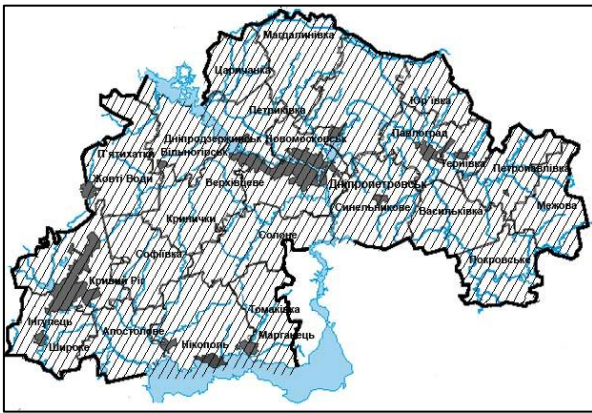 Магдалинівка
Царичанка
Юр'ївка
Петриківка
Дніпродзержинськ
Новомосковськ
Павлоград
П'ятихатки
Вільногірськ
Тернівка
Петропавлівка
Жовті Води
Верхівцеве
Дніпропетровськ
Синельникове
Васильківка
Межова
Кринички
Солоне
Софіївка
Покровське
Кривий Ріг
Томаківка
Інгулець
Апостолове
Марганець
Широке
Нікополь